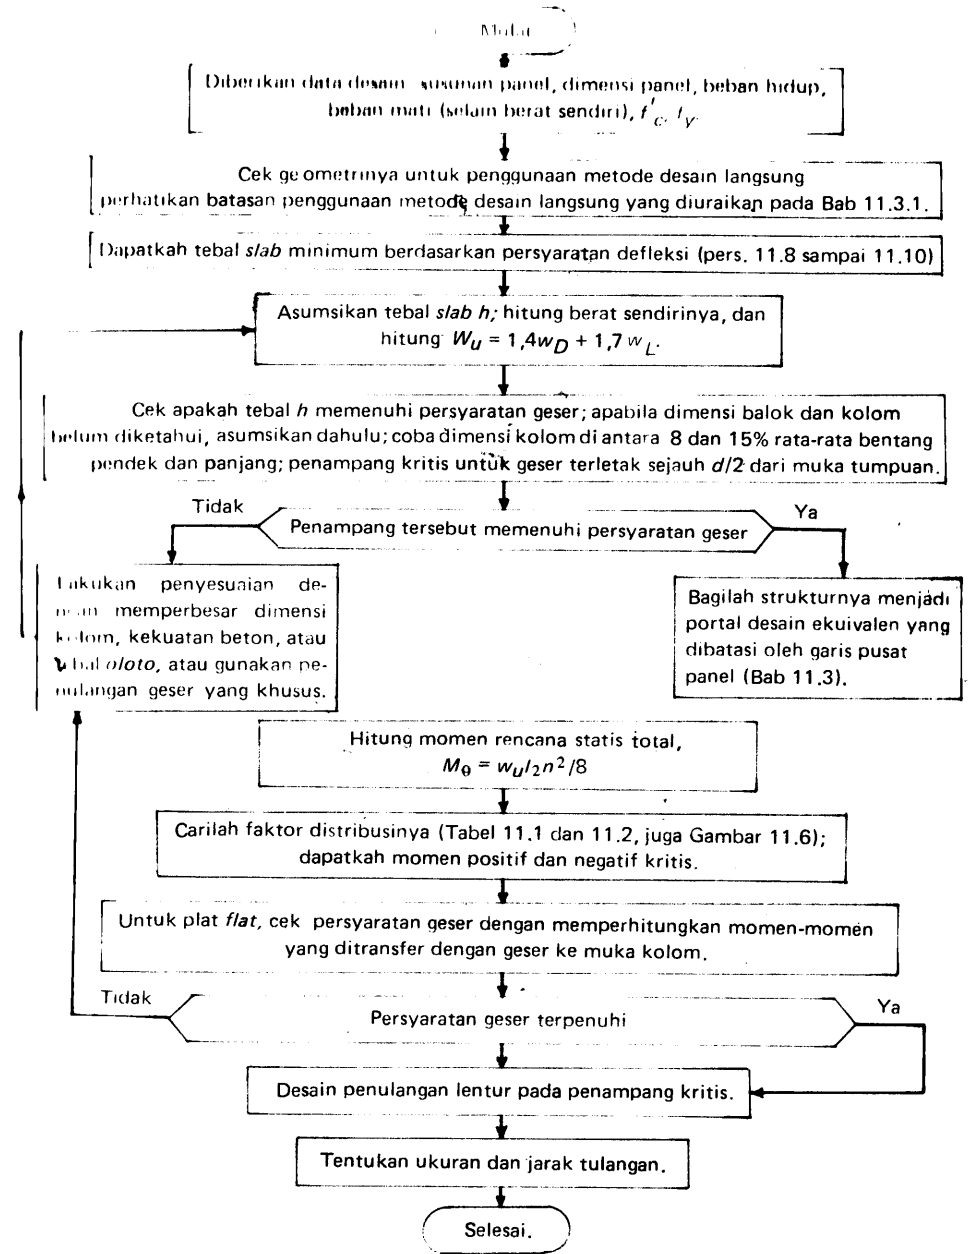 Mulai
Diberikan data desain susunan panel, dimensi panel, beban hidup,
beban mati (selain berat sendiri), f'c, fy.
Cek geometrinya untuk penggunaan metode desain langsung
perhatikan batasan penggunaan metode desain langsung yang diuraikan pada Bab 11.3.1.
Dapatkah tebal slab minimum berdasarkan persyaratan defleksi (pers. 11.8 sampai 11.10)
Asumsikan tebal slab h; hitung berat sendirinya, dan
hitung Wu = 1,4wD + 1,7 wL.
Cek apakah tebal h memenuhi persyaratan geser; apabila dimensi balok dan kolom
belum diketahui, asumsikan dahulu; coba dimensi kolom di antara 8 dan 15% rata-rata bentang
pendek dan panjang; penampang kritis untuk geser terletak sejauh d/2 dari muka tumpuan.
Tidak
Ya
Penampang tersebut memenuhi persyaratan geser
Lakukan penyesuaian de-
ngan memperbesar dimensi
kolom, kekuatan beton, atau
tebal oloto, atau gunakan pe-
nulangan geser yang khusus.
Bagilah strukturnya menjadi
portal desain ekuivalen yang
dibatasi oleh garis pusat
panel (Bab 11.3).
Hitung momen rencana statis total,
M0 = wul2n²/8
Carilah faktor distribusinya (Tabel 11.1 dan 11.2, juga Gambar 11.6);
dapatkah momen positif dan negatif kritis.
Untuk plat flat, cek persyaratan geser dengan memperhitungkan momen-momen
yang ditransfer dengan geser ke muka kolom.
Tidak
Ya
Persyaratan geser terpenuhi
Desain penulangan lentur pada penampang kritis.
Tentukan ukuran dan jarak tulangan.
Selesai.